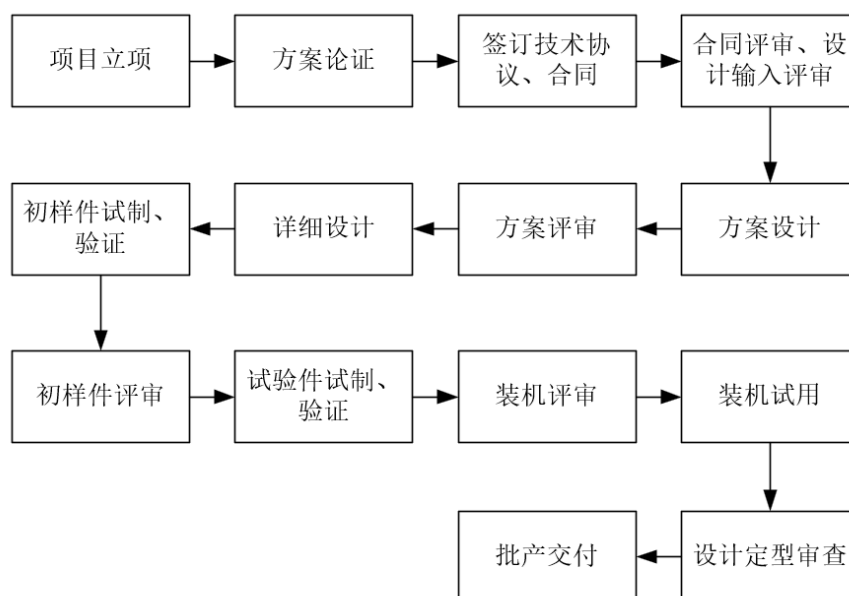 项目立项
方案论证
签订技术协
议、合同
合同评审、设
计输入评审
初样件试制、
验证
详细设计
方案评审
方案设计
初样件评审
试验件试制、
验证
装机评审
装机试用
批产交付
设计定型审查